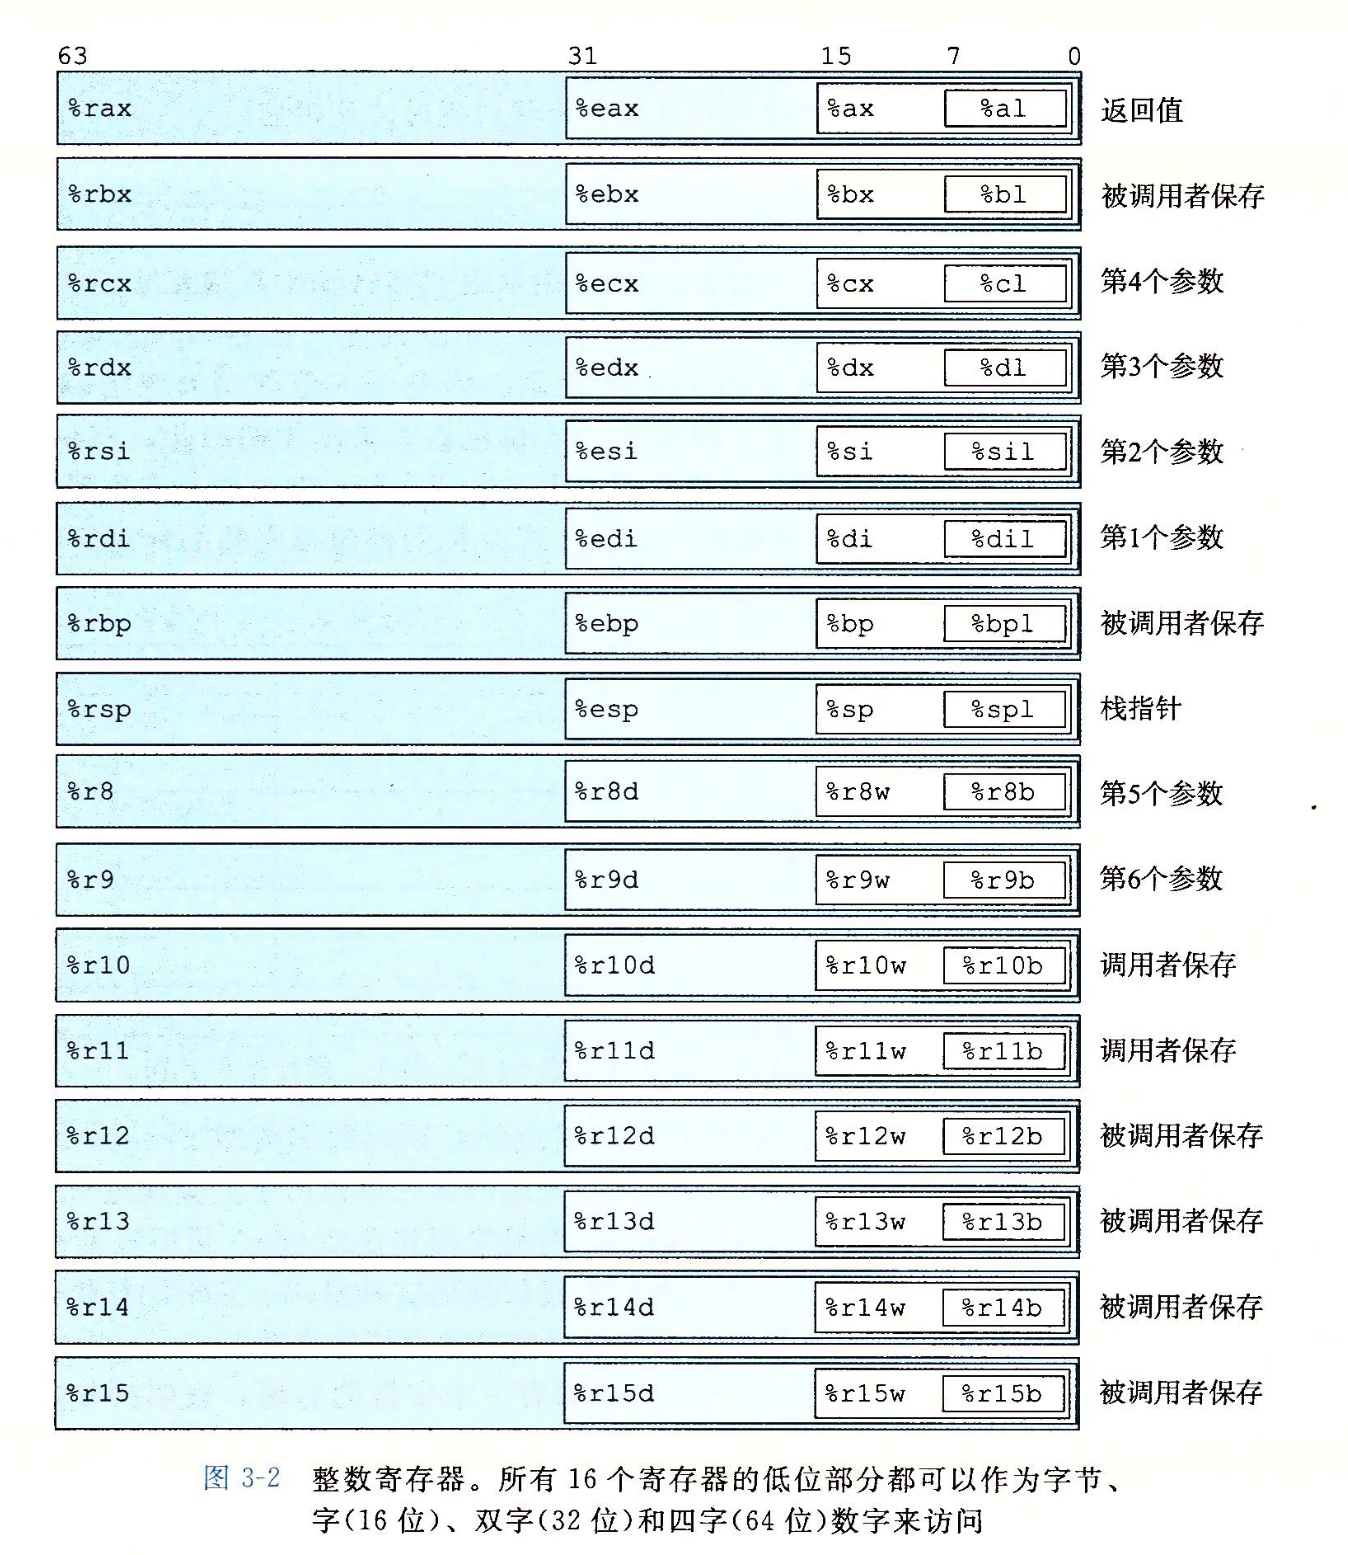 63 31 15 7 0
%rax %eax %ax %al 返回值
%rbx %ebx %bx %bl 被调用者保存
%rcx %ecx %cx %cl 第4个参数
%rdx %edx %dx %dl 第3个参数
%rsi %esi %si %sil 第2个参数
%rdi %edi %di %dil 第1个参数
%rbp %ebp %bp %bpl 被调用者保存
%rsp %esp %sp %spl 栈指针
%r8 %r8d %r8w %r8b 第5个参数
%r9 %r9d %r9w %r9b 第6个参数
%r10 %r10d %r10w %r10b 调用者保存
%r11 %r11d %r11w %r11b 调用者保存
%r12 %r12d %r12w %r12b 被调用者保存
%r13 %r13d %r13w %r13b 被调用者保存
%r14 %r14d %r14w %r14b 被调用者保存
%r15 %r15d %r15w %r15b 被调用者保存
图 3-2 整数寄存器。所有 16 个寄存器的低位部分都可以作为字节、
字(16 位)、双字(32 位)和四字(64 位)数字来访问